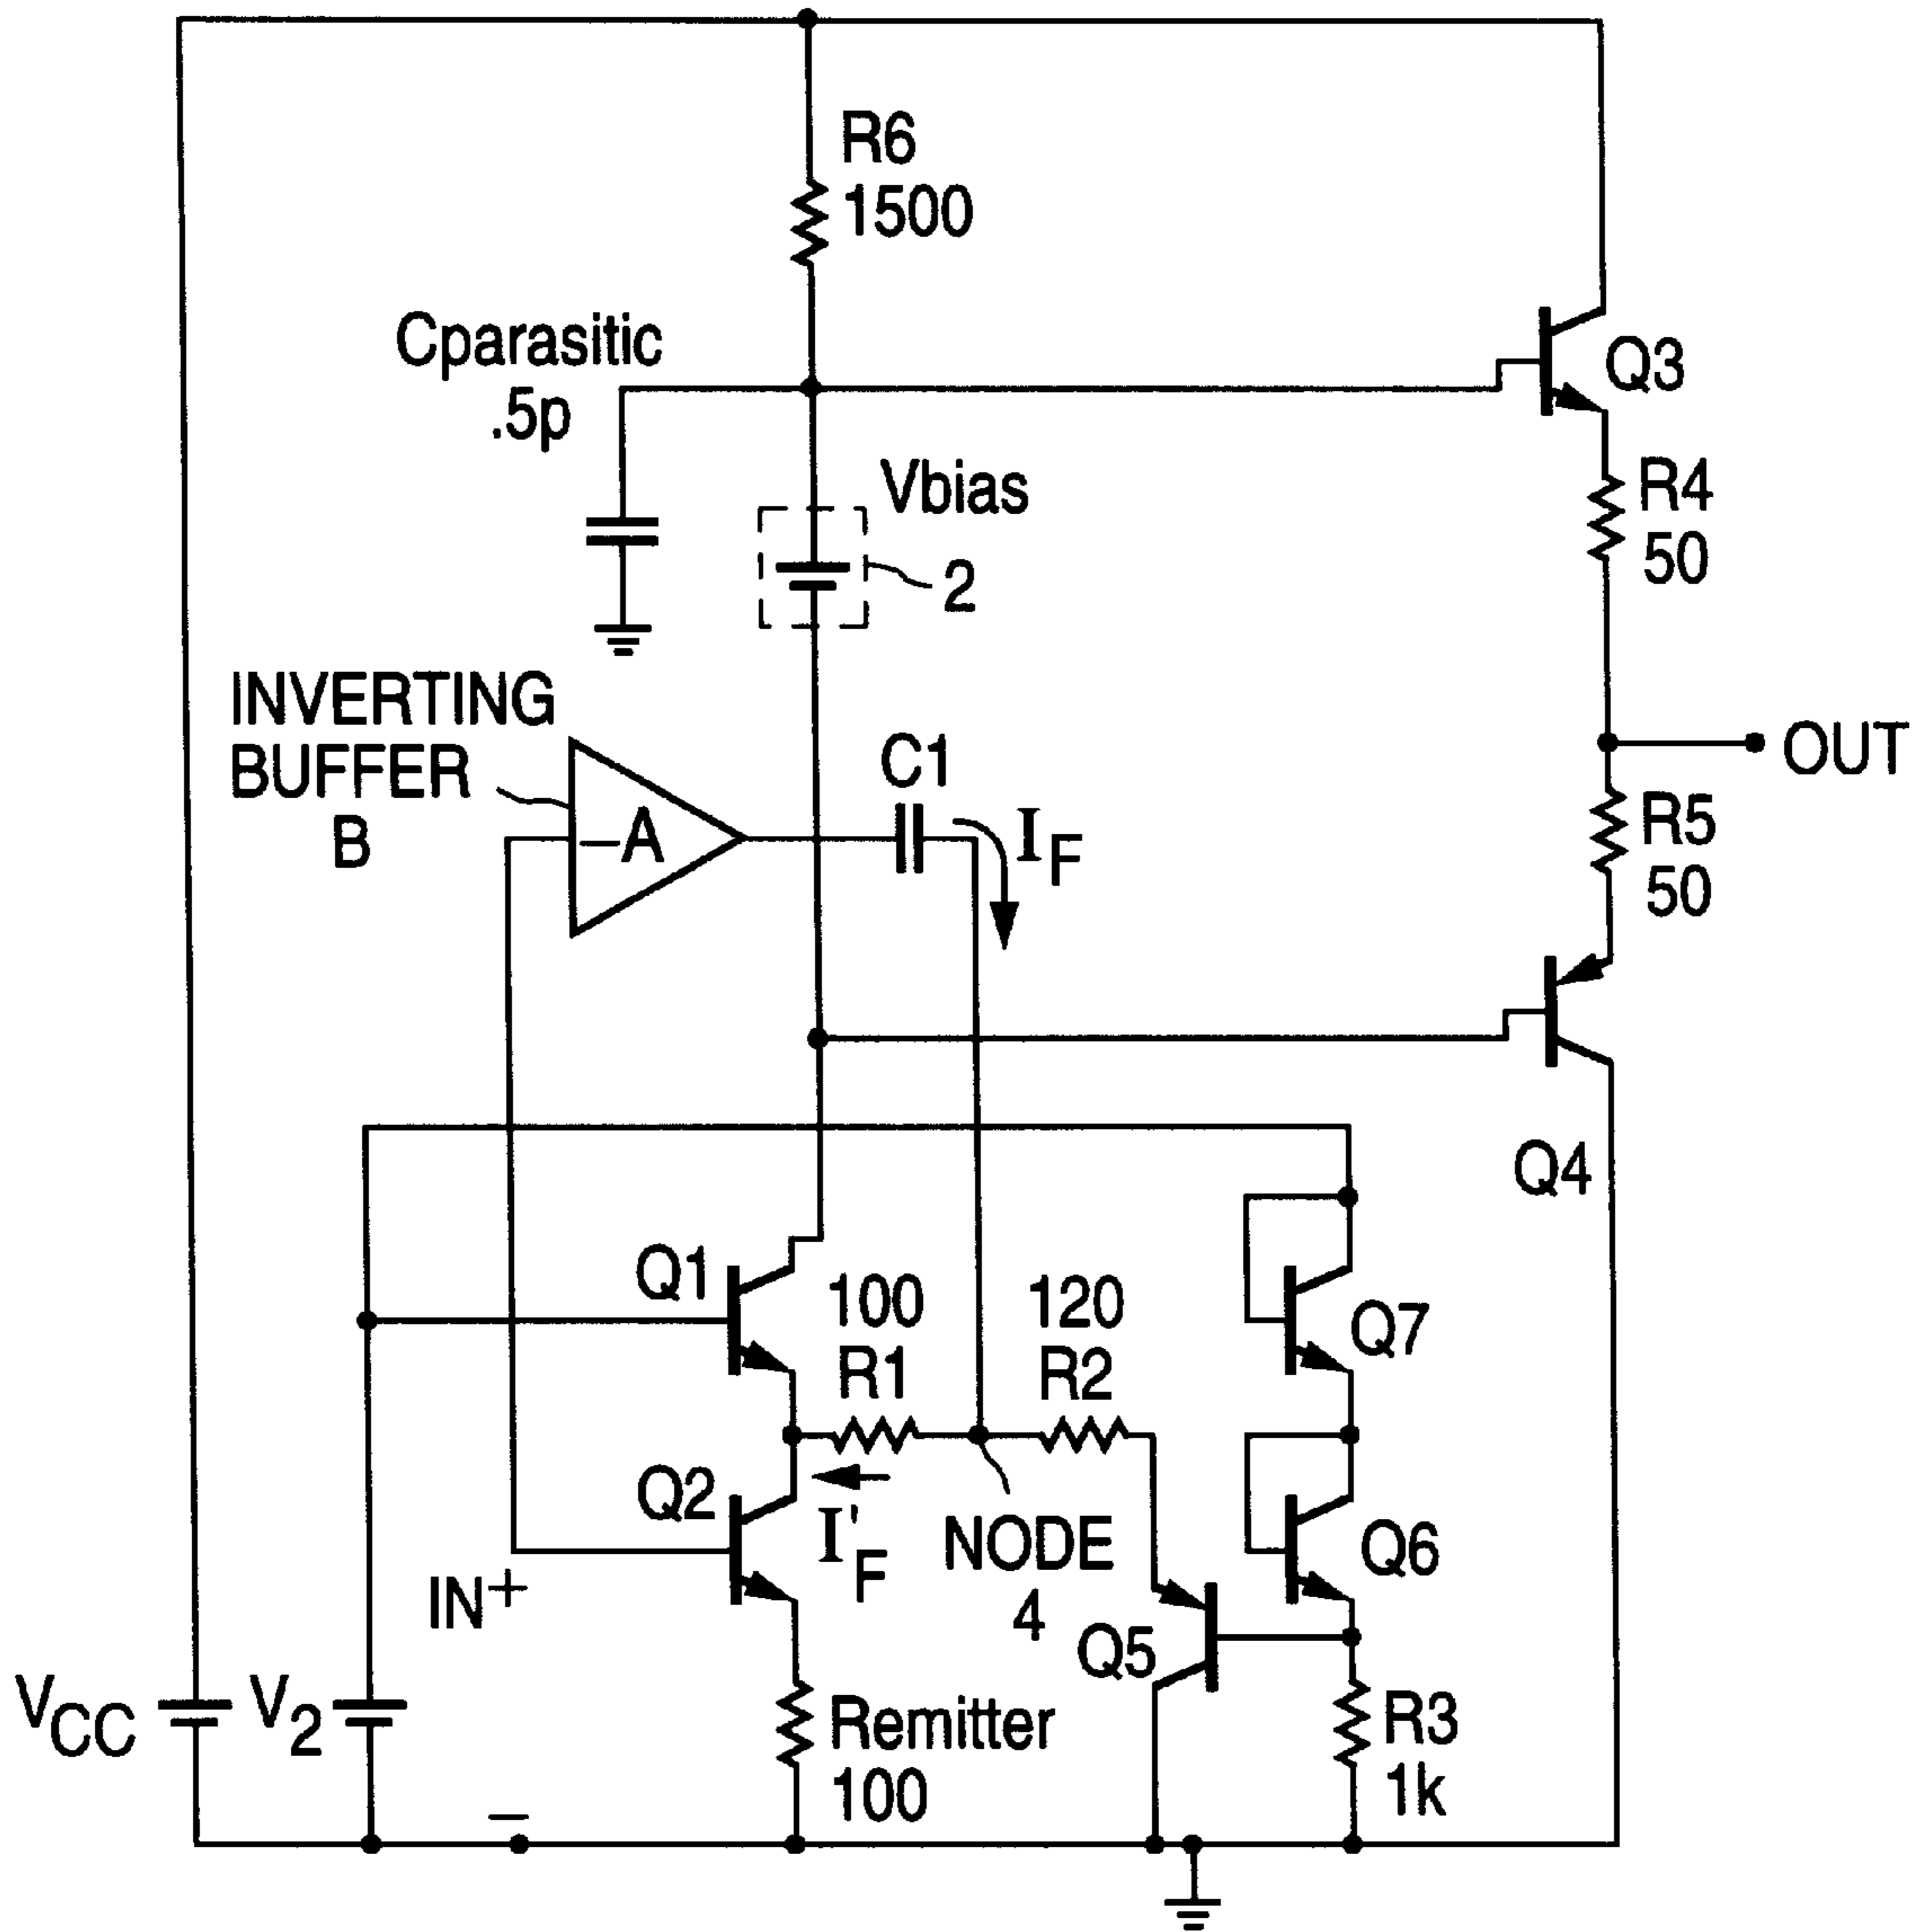 R6
1500
Cparasitic
.5p
Q3
Vbias
2
R4
50
INVERTING
BUFFER
B
–A
C1
IF
OUT
R5
50
Q4
Q1
100
R1
120
R2
Q7
Q2
I'F
NODE
4
Q6
IN+
Q5
VCC
V2
Remitter
100
R3
1k
–